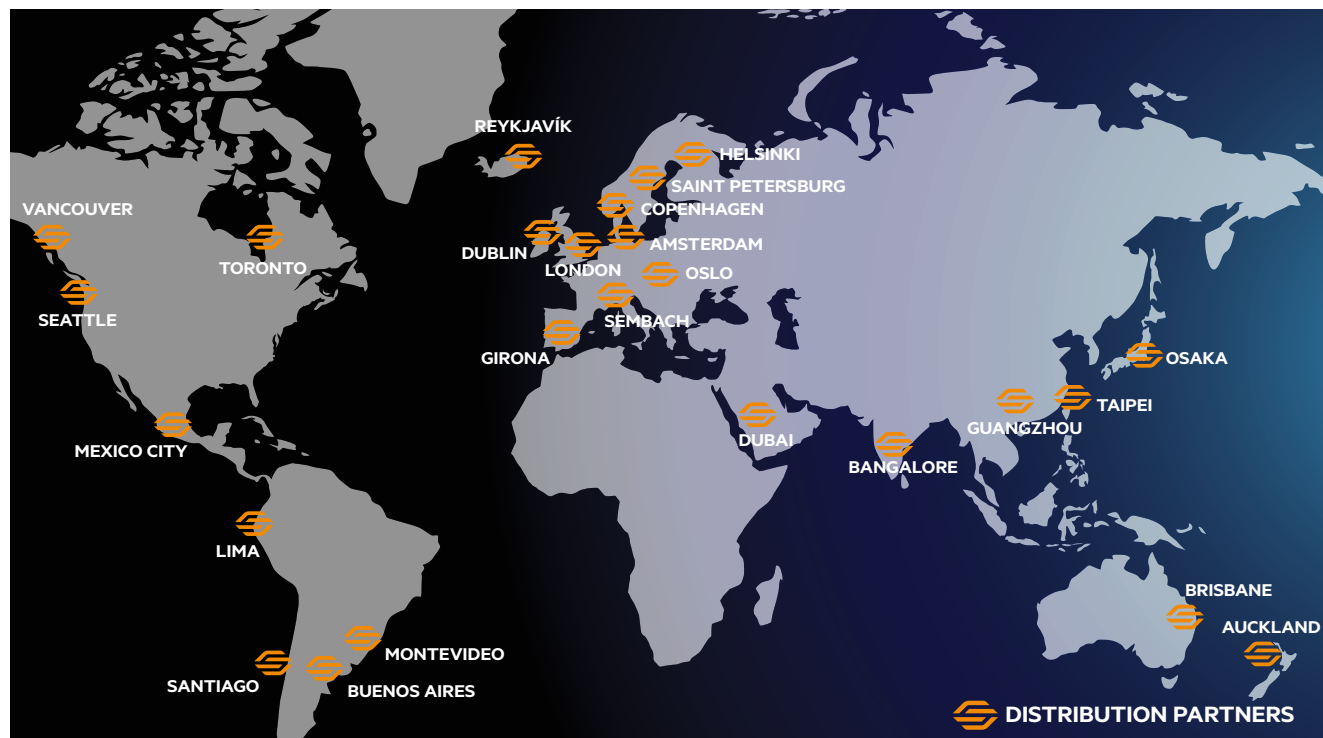 REYKJAVÍK
HELSINKI
SAINT PETERSBURG
VANCOUVER
COPENHAGEN
DUBLIN
AMSTERDAM
TORONTO
LONDON
OSLO
SEATTLE
SEMBACH
GIRONA
OSAKA
TAIPEI
GUANGZHOU
DUBAI
MEXICO CITY
BANGALORE
LIMA
BRISBANE
AUCKLAND
MONTEVIDEO
SANTIAGO
BUENOS AIRES
DISTRIBUTION PARTNERS